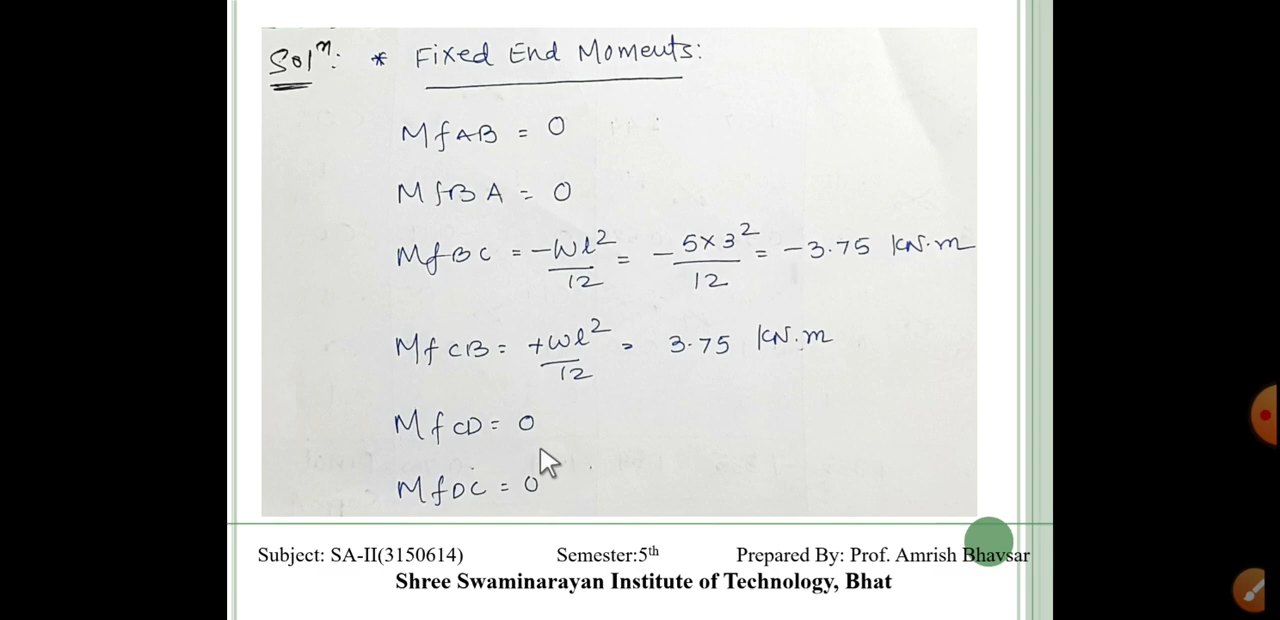 Solⁿ: * Fixed End Moments:
MfAB = 0
MfBA = 0
MfBC = -wl²/12 = - 5×3²/12 = -3.75 KN.m
MfCB = +wl²/12 = 3.75 KN.m
MfCD = 0
MfDC = 0
Subject: SA-II(3150614) Semester:5th Prepared By: Prof. Amrish Bhavsar
Shree Swaminarayan Institute of Technology, Bhat